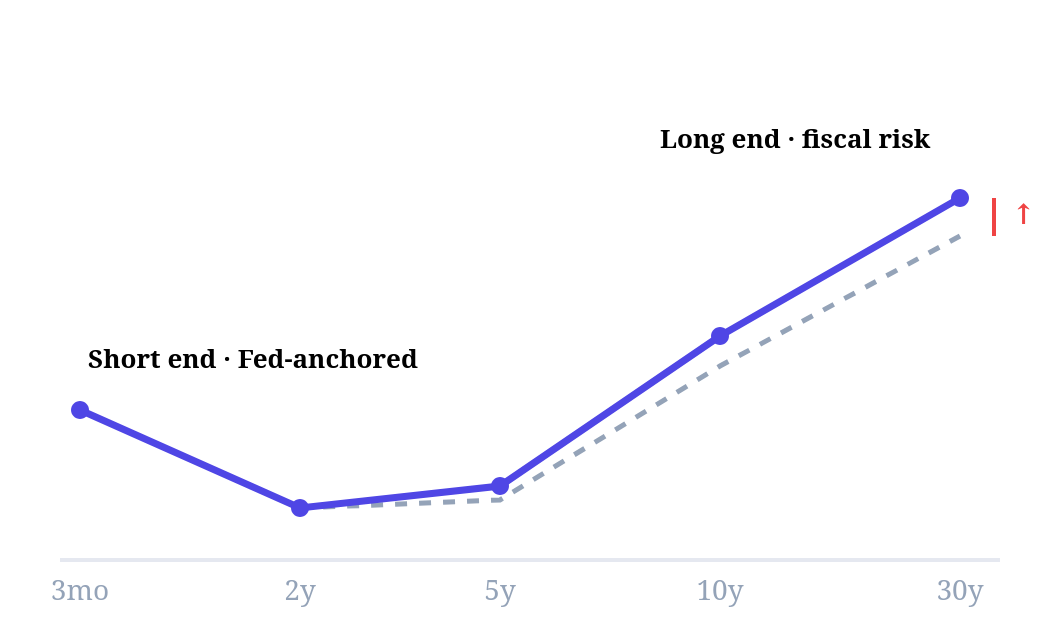 Long end · fiscal risk
↑
Short end · Fed-anchored
3mo 2y 5y 10y 30y